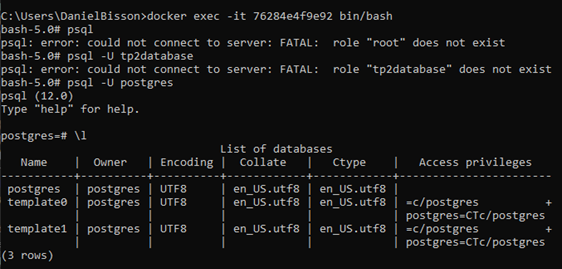 C:\Users\DanielBisson>docker exec -it 76284e4f9e92 bin/bash
bash-5.0# psql
psql: error: could not connect to server: FATAL:  role "root" does not exist
bash-5.0# psql -U tp2database
psql: error: could not connect to server: FATAL:  role "tp2database" does not exist
bash-5.0# psql -U postgres
psql (12.0)
Type "help" for help.

postgres=# \l
                                 List of databases
   Name    |  Owner   | Encoding |  Collate   |   Ctype    |   Access privileges
-----------+----------+----------+------------+------------+-----------------------
 postgres  | postgres | UTF8     | en_US.utf8 | en_US.utf8 |
 template0 | postgres | UTF8     | en_US.utf8 | en_US.utf8 | =c/postgres          +
           |          |          |            |            | postgres=CTc/postgres
 template1 | postgres | UTF8     | en_US.utf8 | en_US.utf8 | =c/postgres          +
           |          |          |            |            | postgres=CTc/postgres
(3 rows)